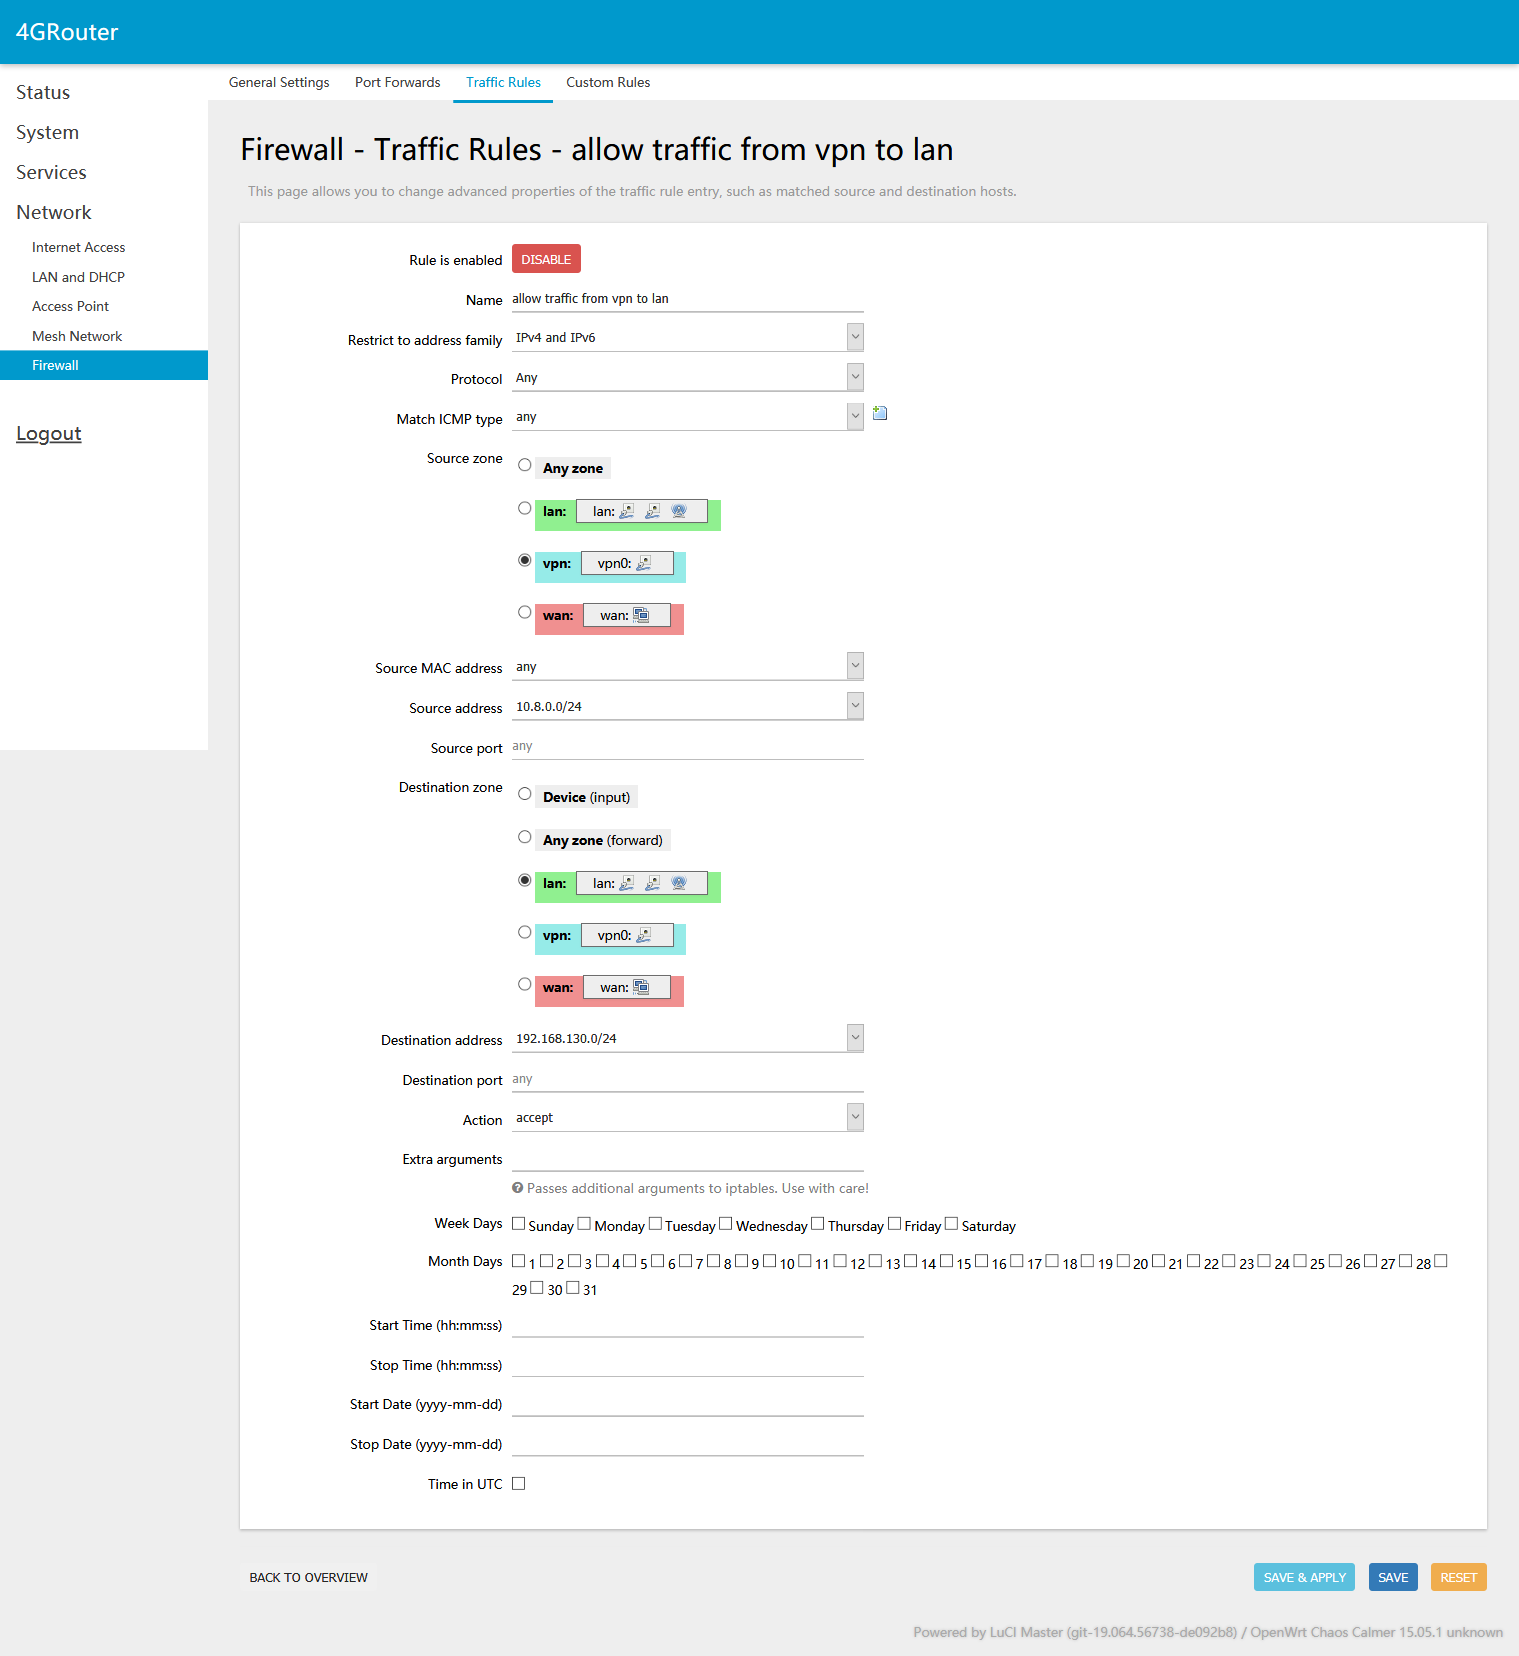 4GRouter
Status
System
Services
Network
Internet Access
LAN and DHCP
Access Point
Mesh Network
Firewall
Logout
General Settings Port Forwards Traffic Rules Custom Rules
Firewall - Traffic Rules - allow traffic from vpn to lan
This page allows you to change advanced properties of the traffic rule entry, such as matched source and destination hosts.
Rule is enabled DISABLE
Name allow traffic from vpn to lan
Restrict to address family IPv4 and IPv6
Protocol Any
Match ICMP type any
Source zone
Any zone
lan: lan:
vpn: vpn0:
wan: wan:
Source MAC address any
Source address 10.8.0.0/24
Source port any
Destination zone
Device (input)
Any zone (forward)
lan: lan:
vpn: vpn0:
wan: wan:
Destination address 192.168.130.0/24
Destination port any
Action accept
Extra arguments
Passes additional arguments to iptables. Use with care!
Week Days Sunday Monday Tuesday Wednesday Thursday Friday Saturday
Month Days 1 2 3 4 5 6 7 8 9 10 11 12 13 14 15 16 17 18 19 20 21 22 23 24 25 26 27 28
29 30 31
Start Time (hh:mm:ss)
Stop Time (hh:mm:ss)
Start Date (yyyy-mm-dd)
Stop Date (yyyy-mm-dd)
Time in UTC
BACK TO OVERVIEW SAVE & APPLY SAVE RESET
Powered by LuCI Master (git-19.064.56738-de092b8) / OpenWrt Chaos Calmer 15.05.1 unknown